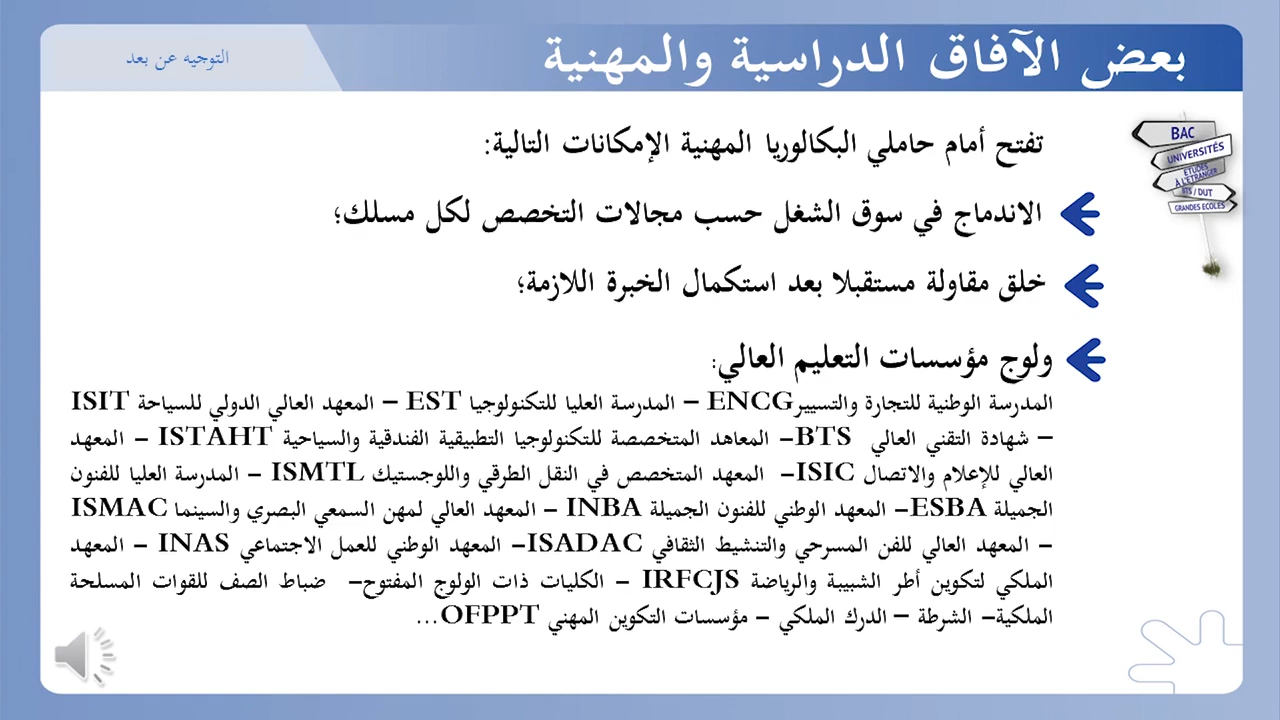 بعض الآفاق الدراسية والمهنية
التوجيه عن بعد
BAC
UNIVERSITÉS
ÉTUDES
À L'ÉTRANGER
BTS / DUT
GRANDES ECOLES
تفتح أمام حاملي البكالوريا المهنية الإمكانات التالية:
الاندماج في سوق الشغل حسب مجالات التخصص لكل مسلك؛
خلق مقاولة مستقبلا بعد استكمال الخبرة اللازمة؛
ولوج مؤسسات التعليم العالي:
المدرسة الوطنية للتجارة والتسيير ENCG – المدرسة العليا للتكنولوجيا EST – المعهد العالي الدولي للسياحة ISIT
– شهادة التقني العالي BTS – المعاهد المتخصصة للتكنولوجيا التطبيقية الفندقية والسياحية ISTAHT – المعهد
العالي للإعلام والاتصال ISIC – المعهد المتخصص في النقل الطرقي واللوجستيك ISMTL – المدرسة العليا للفنون
الجميلة ESBA – المعهد الوطني للفنون الجميلة INBA – المعهد العالي لمهن السمعي البصري والسينما ISMAC
– المعهد العالي للفن المسرحي والتنشيط الثقافي ISADAC – المعهد الوطني للعمل الاجتماعي INAS – المعهد
الملكي لتكوين أطر الشبيبة والرياضة IRFCJS – الكليات ذات الولوج المفتوح – ضباط الصف للقوات المسلحة
الملكية – الشرطة – الدرك الملكي – مؤسسات التكوين المهني OFPPT ...